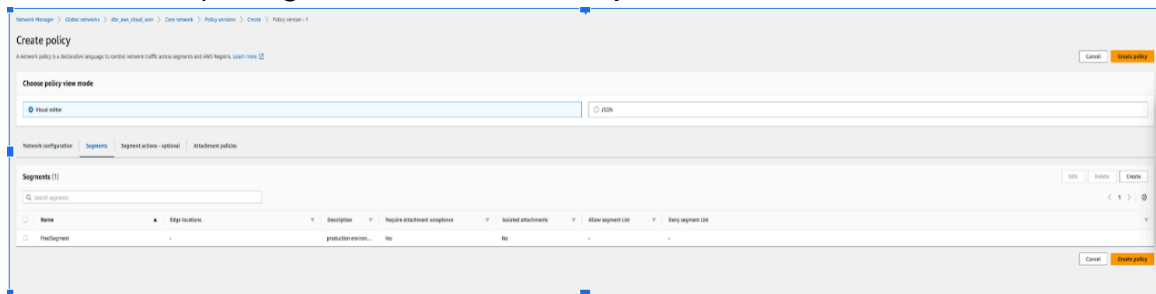 Network Manager > Global networks > dbr_aws_cloud_wan > Core network > Policy versions > Create > Policy version - 1
Create policy
A network policy is a declarative language to control network traffic across segments and AWS Regions. Learn more
Cancel Create policy
Choose policy view mode
Visual editor JSON
Network configuration Segments Segment actions - optional Attachment policies
Segments (1)
Edit Delete Create
Search segments
< 1 >
Name Edge locations Description Require attachment acceptance Isolated attachments Allow segment List Deny segment List
ProdSegment - production environ... Yes No - -
Cancel Create policy